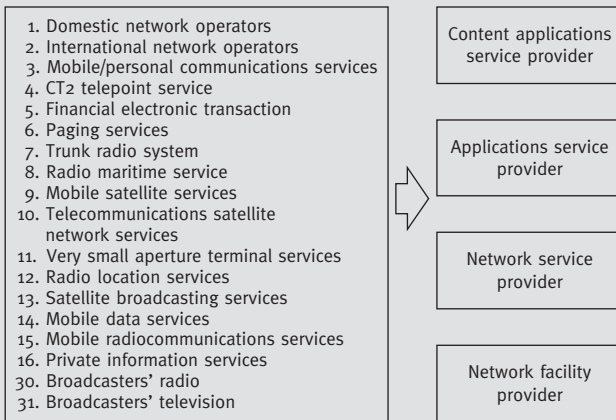 1. Domestic network operators
2. International network operators
3. Mobile/personal communications services
4. CT2 telepoint service
5. Financial electronic transaction
6. Paging services
7. Trunk radio system
8. Radio maritime service
9. Mobile satellite services
10. Telecommunications satellite
network services
11. Very small aperture terminal services
12. Radio location services
13. Satellite broadcasting services
14. Mobile data services
15. Mobile radiocommunications services
16. Private information services
30. Broadcasters' radio
31. Broadcasters' television
Content applications
service provider
Applications service
provider
Network service
provider
Network facility
provider